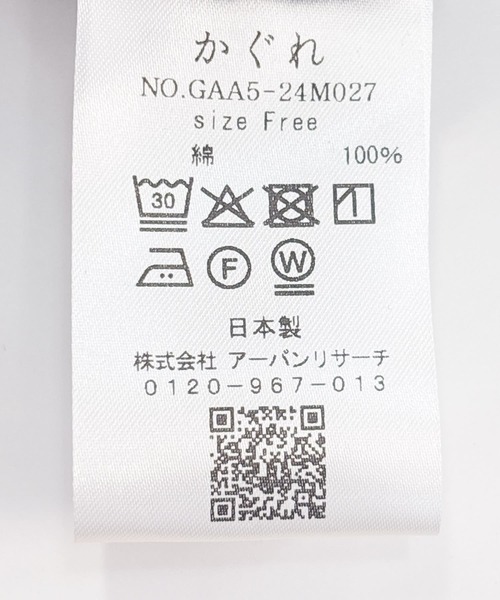 かぐれ
NO.GAA5-24M027
size Free
綿 100%
30
F W
日本製
株式会社 アーバンリサーチ
0120-967-013